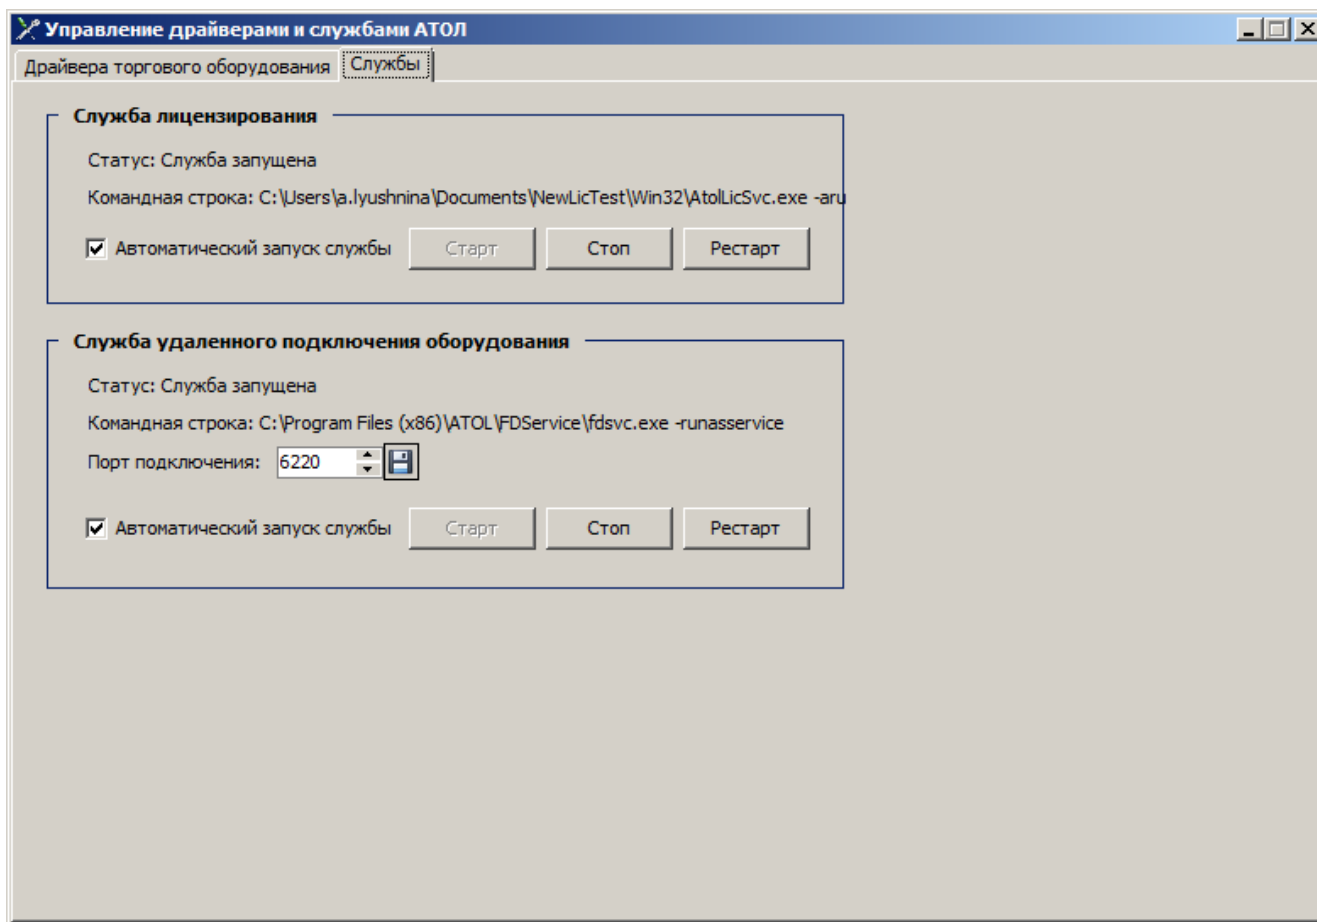 Управление драйверами и службами АТОЛ
Драйвера торгового оборудования Службы
Служба лицензирования
Статус: Служба запущена
Командная строка: C:\Users\a.lyushnina\Documents\NewLicTest\Win32\AtolLicSvc.exe -aru
Автоматический запуск службы Старт Стоп Рестарт
Служба удаленного подключения оборудования
Статус: Служба запущена
Командная строка: C:\Program Files (x86)\ATOL\FDService\fdsvc.exe -runasservice
Порт подключения: 6220
Автоматический запуск службы Старт Стоп Рестарт